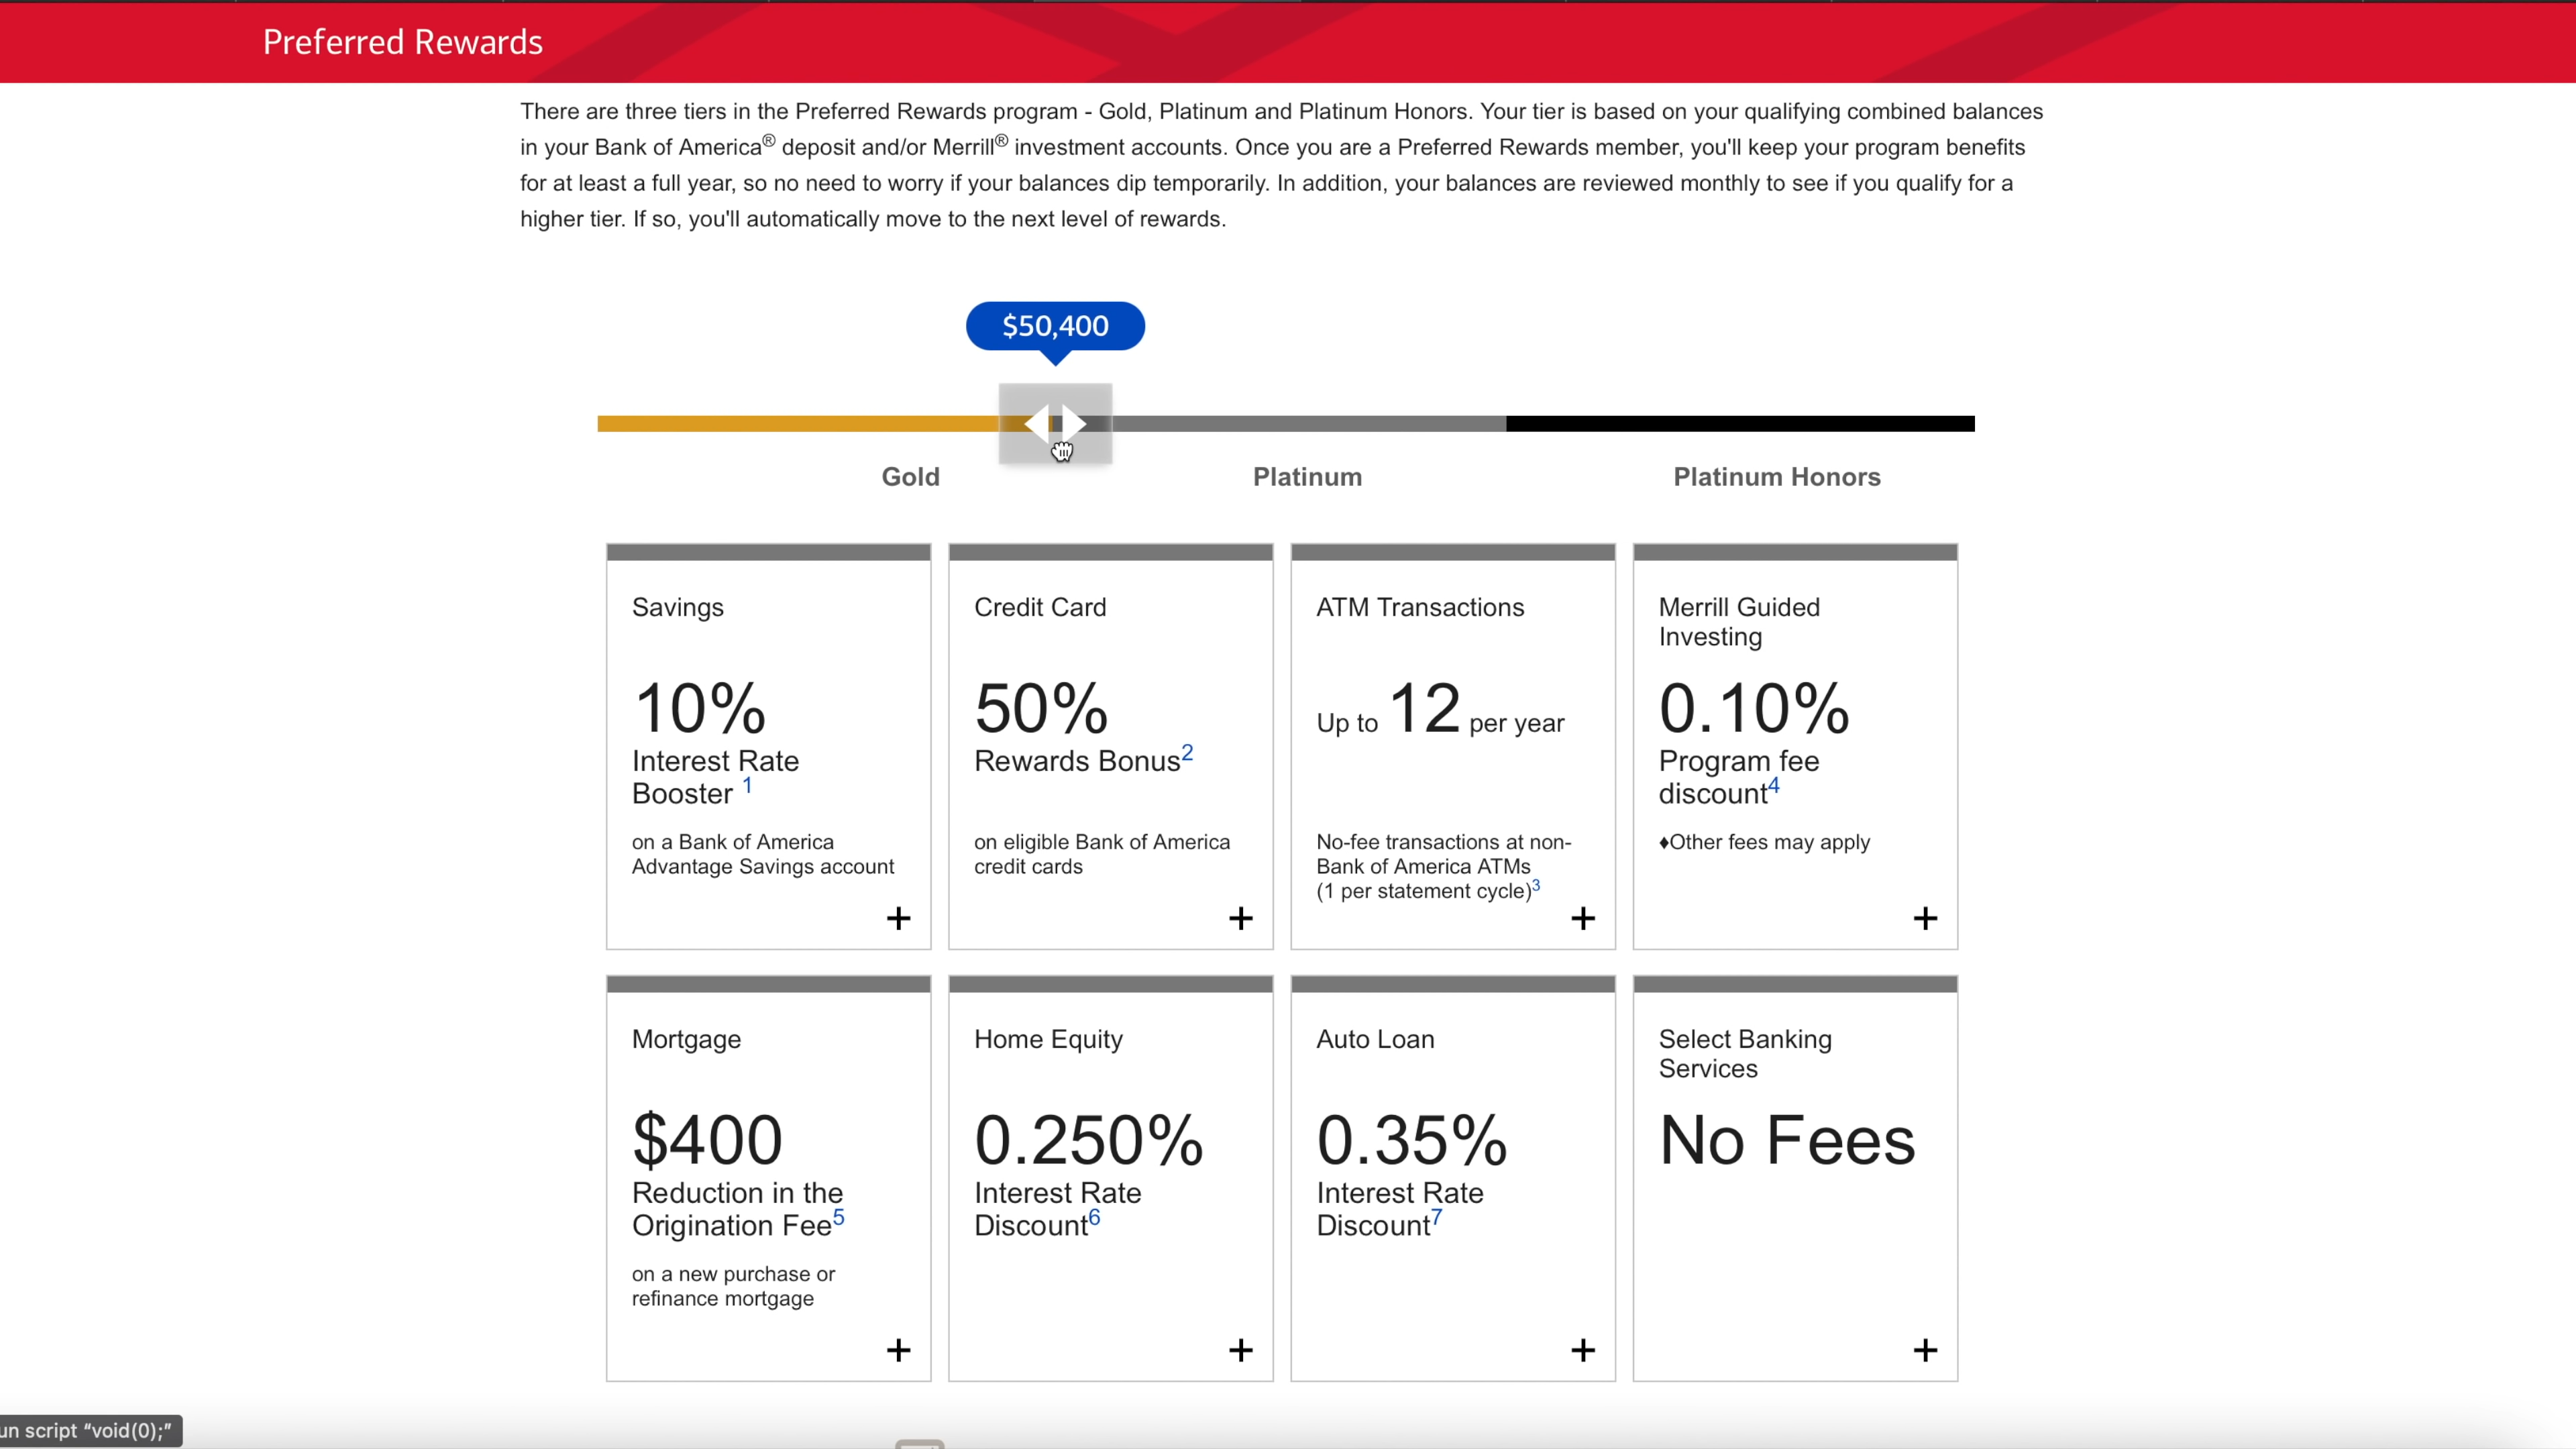 Preferred Rewards
There are three tiers in the Preferred Rewards program - Gold, Platinum and Platinum Honors. Your tier is based on your qualifying combined balances
in your Bank of America® deposit and/or Merrill® investment accounts. Once you are a Preferred Rewards member, you'll keep your program benefits
for at least a full year, so no need to worry if your balances dip temporarily. In addition, your balances are reviewed monthly to see if you qualify for a
higher tier. If so, you'll automatically move to the next level of rewards.
$50,400
Gold
Platinum
Platinum Honors
Savings
10%
Interest Rate
Booster 1
on a Bank of America
Advantage Savings account
+
Credit Card
50%
Rewards Bonus2
on eligible Bank of America
credit cards
+
ATM Transactions
Up to 12 per year
No-fee transactions at non-
Bank of America ATMs
(1 per statement cycle)3
+
Merrill Guided
Investing
0.10%
Program fee
discount4
♦Other fees may apply
+
Mortgage
$400
Reduction in the
Origination Fee5
on a new purchase or
refinance mortgage
+
Home Equity
0.250%
Interest Rate
Discount6
+
Auto Loan
0.35%
Interest Rate
Discount7
+
Select Banking
Services
No Fees
+
un script “void(0);”